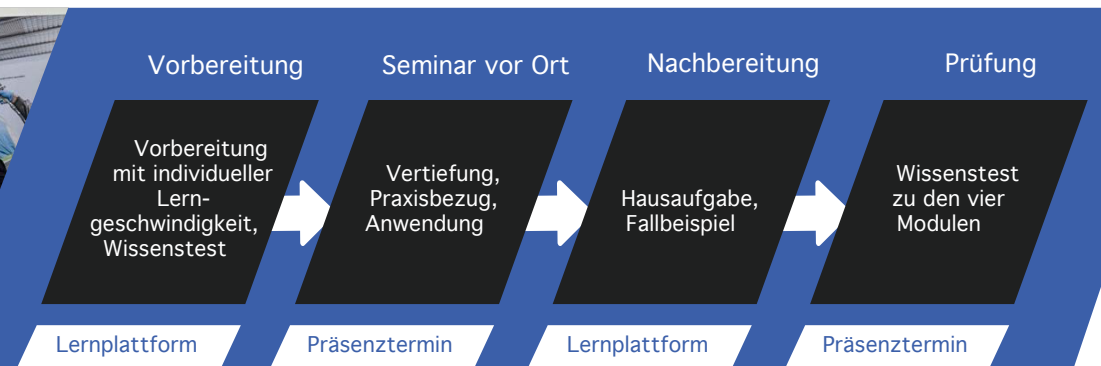 Vorbereitung
Seminar vor Ort
Nachbereitung
Prüfung
Vorbereitung
mit individueller
Lern-
geschwindigkeit,
Wissenstest
Vertiefung,
Praxisbezug,
Anwendung
Hausaufgabe,
Fallbeispiel
Wissenstest
zu den vier
Modulen
Lernplattform
Präsenztermin
Lernplattform
Präsenztermin